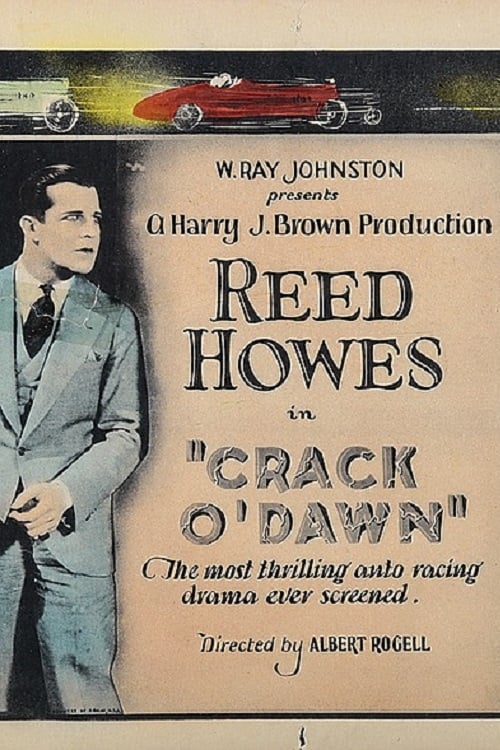 W. RAY JOHNSTON
presents
A Harry J. Brown Production
REED
HOWES
in
"CRACK
O'DAWN"
The most thrilling auto racing
drama ever screened.
Directed by ALBERT ROGELL